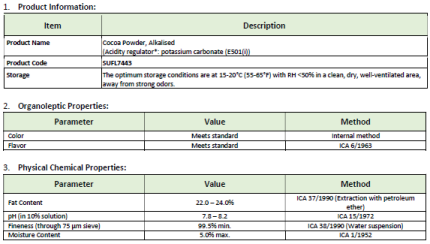 1. Product Information:
Item Description
Product Name Cocoa Powder, Alkalised
(Acidity regulator*: potassium carbonate (E501(i))
Product Code SUFL7443
Storage The optimum storage conditions are at 15-20°C (55-65°F) with RH <50% in a clean, dry, well-ventilated area,
away from strong odors.
2. Organoleptic Properties:
Parameter Value Method
Color Meets standard Internal method
Flavor Meets standard ICA 6/1963
3. Physical Chemical Properties:
Parameter Value Method
Fat Content 22.0 – 24.0% ICA 37/1990 (Extraction with petroleum
ether)
pH (in 10% solution) 7.8 – 8.2 ICA 15/1972
Fineness (through 75 µm sieve) 99.5% min. ICA 38/1990 (Water suspension)
Moisture Content 5.0% max. ICA 1/1952